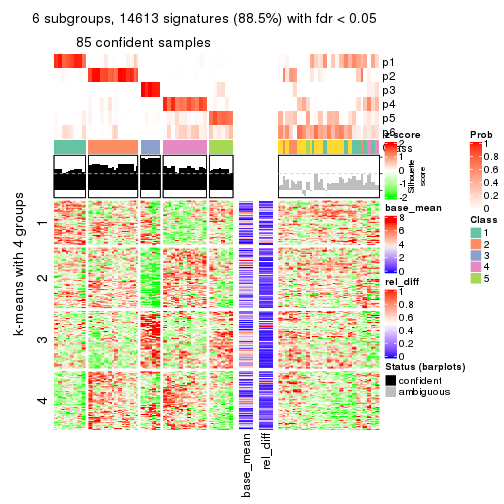 6 subgroups, 14613 signatures (88.5%) with fdr < 0.05
85 confident samples
p1
p2
p3
p4
p5
p6
Class
z_score
2
1
0
-1
-2
Silhouette
score
k-means with 4 groups
1
2
3
4
base_mean
rel_diff
base_mean
8
6
4
2
0
rel_diff
1
0.8
0.6
0.4
0.2
0
Status (barplots)
confident
ambiguous
Prob
1
0.8
0.6
0.4
0.2
0
Class
1
2
3
4
5